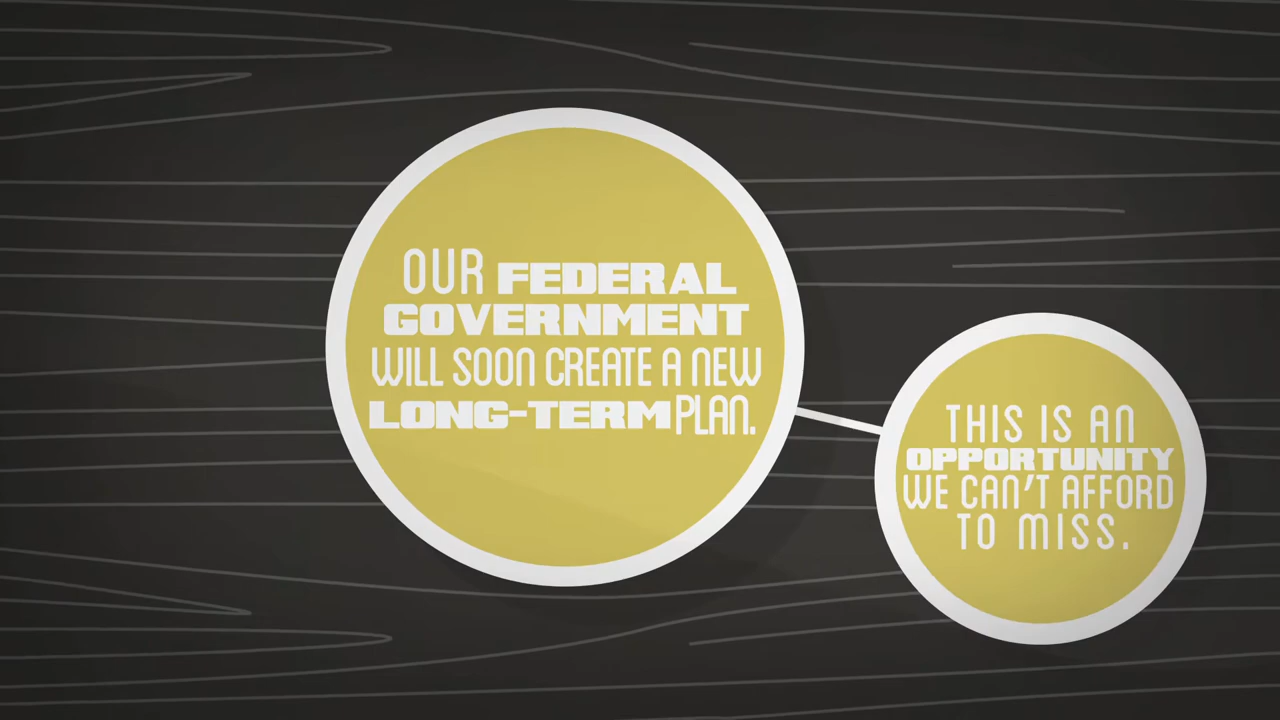 OUR FEDERAL
GOVERNMENT
WILL SOON CREATE A NEW
LONG-TERM PLAN.
THIS IS AN
OPPORTUNITY
WE CAN'T AFFORD
TO MISS.